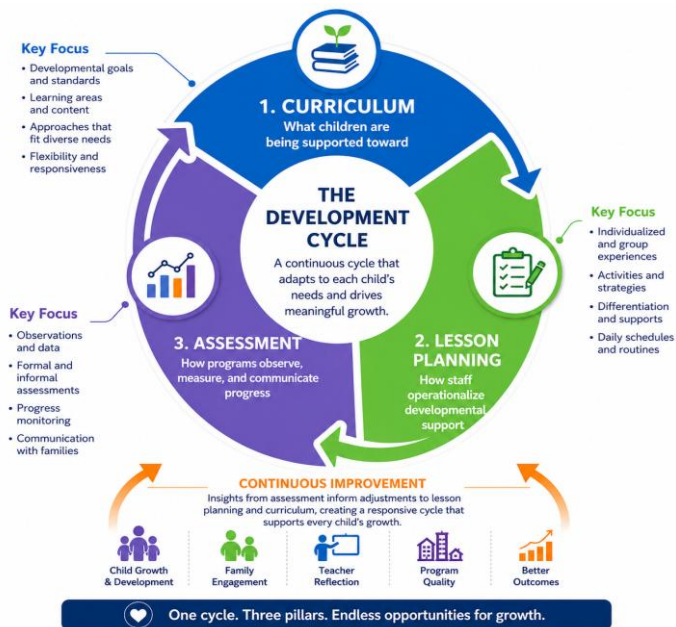 Key Focus
• Developmental goals
and standards
• Learning areas
and content
• Approaches that
fit diverse needs
• Flexibility and
responsiveness
1. CURRICULUM
What children are
being supported toward
THE
DEVELOPMENT
CYCLE
A continuous cycle that
adapts to each child's
needs and drives
meaningful growth.
Key Focus
• Individualized
and group
experiences
• Activities and
strategies
• Differentiation
and supports
• Daily schedules
and routines
2. LESSON
PLANNING
How staff
operationalize
developmental
support
3. ASSESSMENT
How programs observe,
measure, and communicate
progress
Key Focus
• Observations
and data
• Formal and
informal
assessments
• Progress
monitoring
• Communication
with families
CONTINUOUS IMPROVEMENT
Insights from assessment inform adjustments to lesson
planning and curriculum, creating a responsive cycle that
supports every child's growth.
Child Growth
& Development
Family
Engagement
Teacher
Reflection
Program
Quality
Better
Outcomes
One cycle. Three pillars. Endless opportunities for growth.